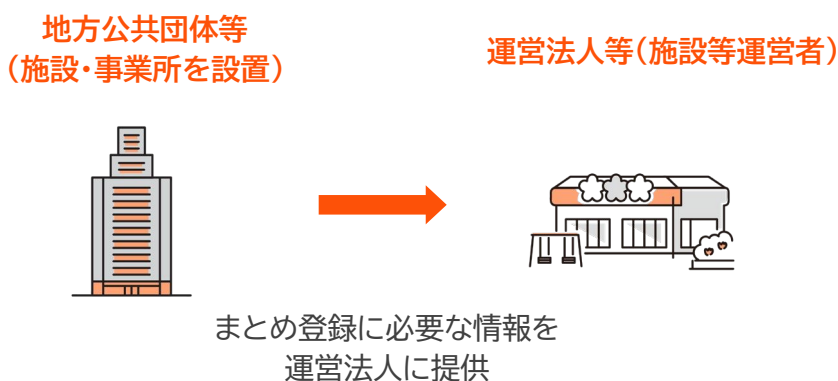 地方公共団体等
（施設・事業所を設置）
運営法人等（施設等運営者）
まとめ登録に必要な情報を
運営法人に提供